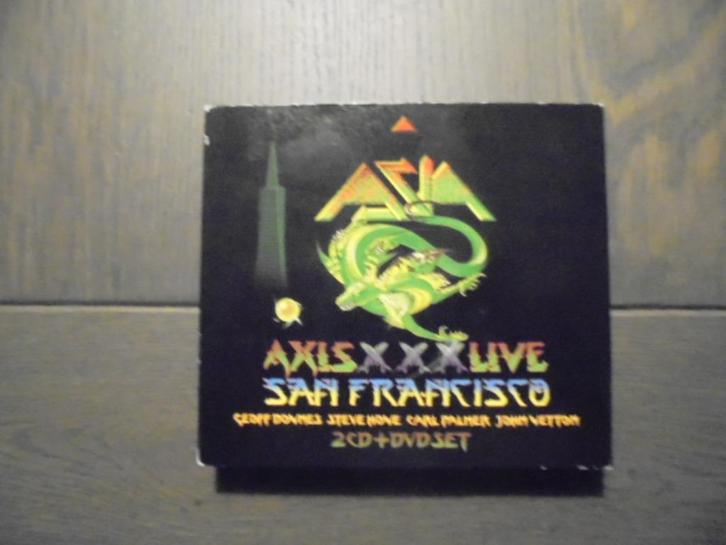 ASIA
AXIS XXX LIVE
SAN FRANCISCO
GEOFF DOWNES STEVE HOWE CARL PALMER JOHN WETTON
2CD+DVD SET